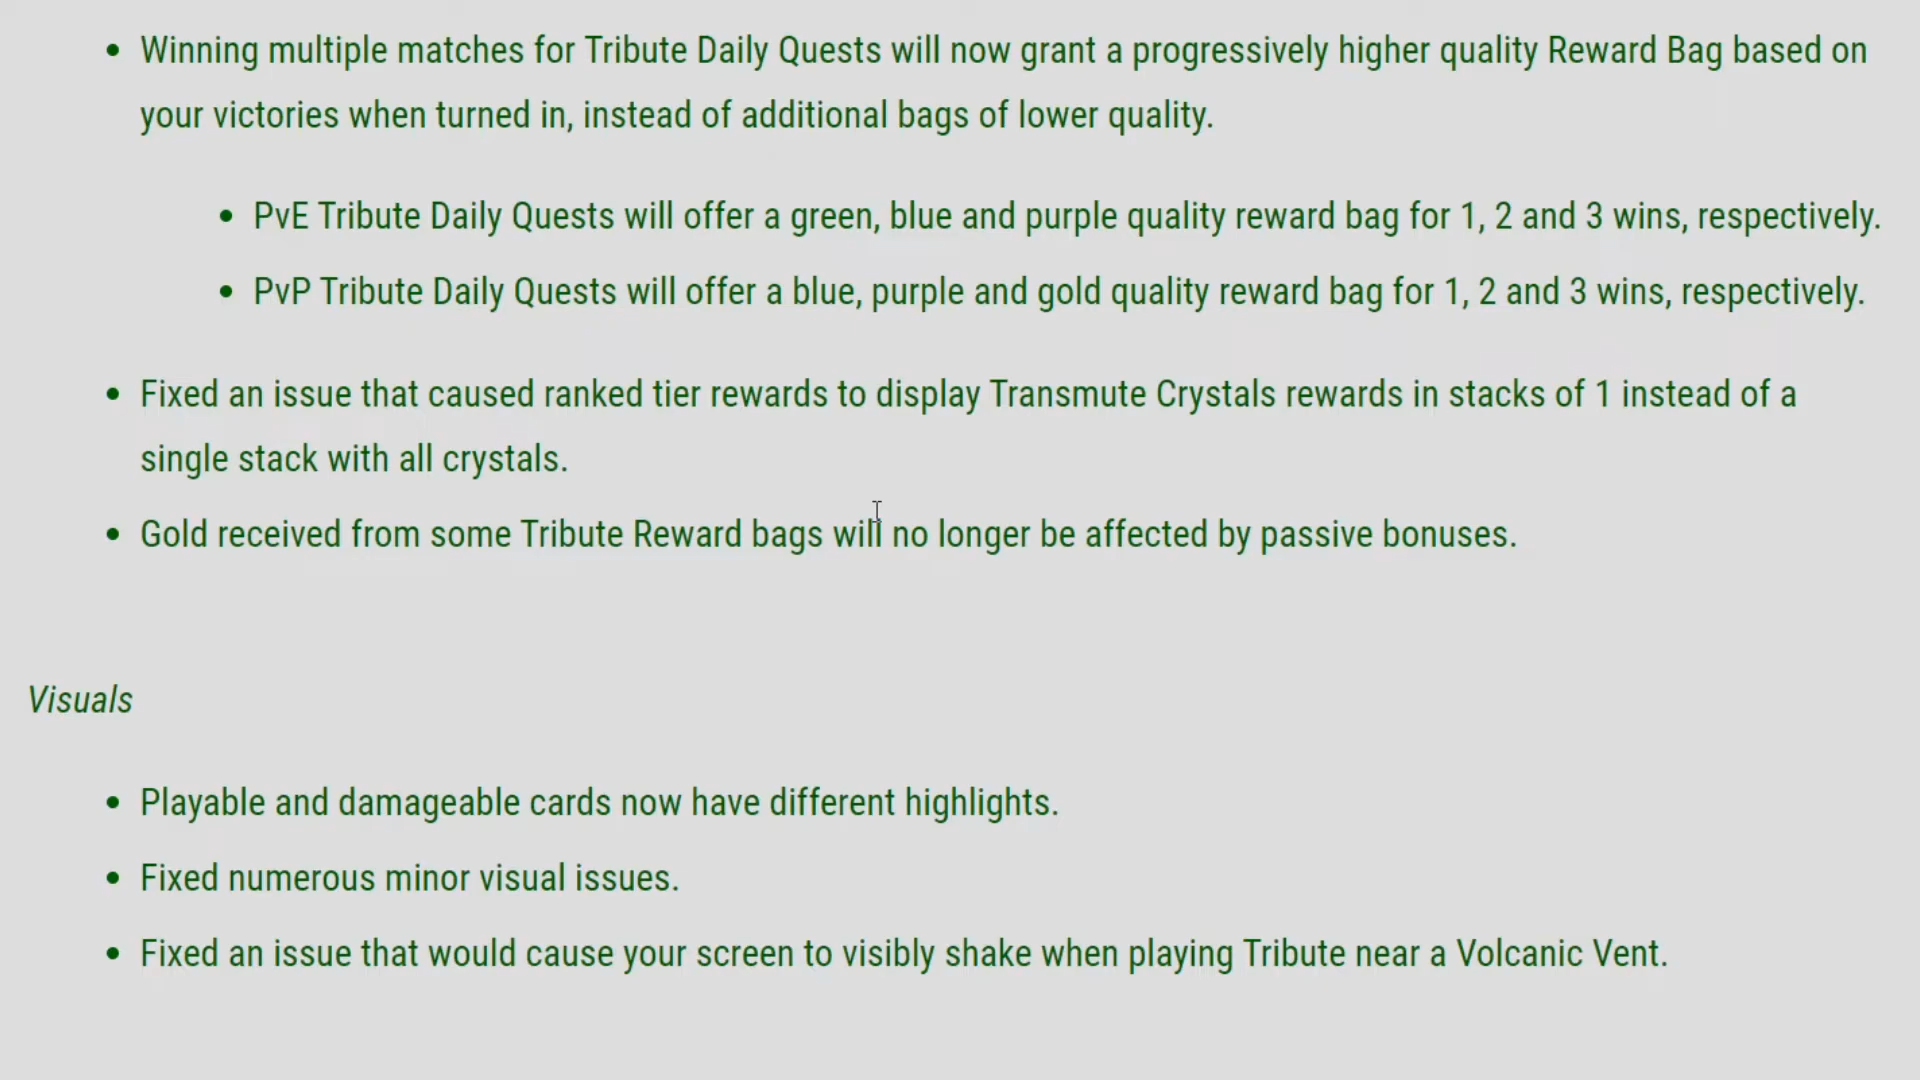 Winning multiple matches for Tribute Daily Quests will now grant a progressively higher quality Reward Bag based on
your victories when turned in, instead of additional bags of lower quality.
PvE Tribute Daily Quests will offer a green, blue and purple quality reward bag for 1, 2 and 3 wins, respectively.
PvP Tribute Daily Quests will offer a blue, purple and gold quality reward bag for 1, 2 and 3 wins, respectively.
Fixed an issue that caused ranked tier rewards to display Transmute Crystals rewards in stacks of 1 instead of a
single stack with all crystals.
Gold received from some Tribute Reward bags will no longer be affected by passive bonuses.
Visuals
Playable and damageable cards now have different highlights.
Fixed numerous minor visual issues.
Fixed an issue that would cause your screen to visibly shake when playing Tribute near a Volcanic Vent.